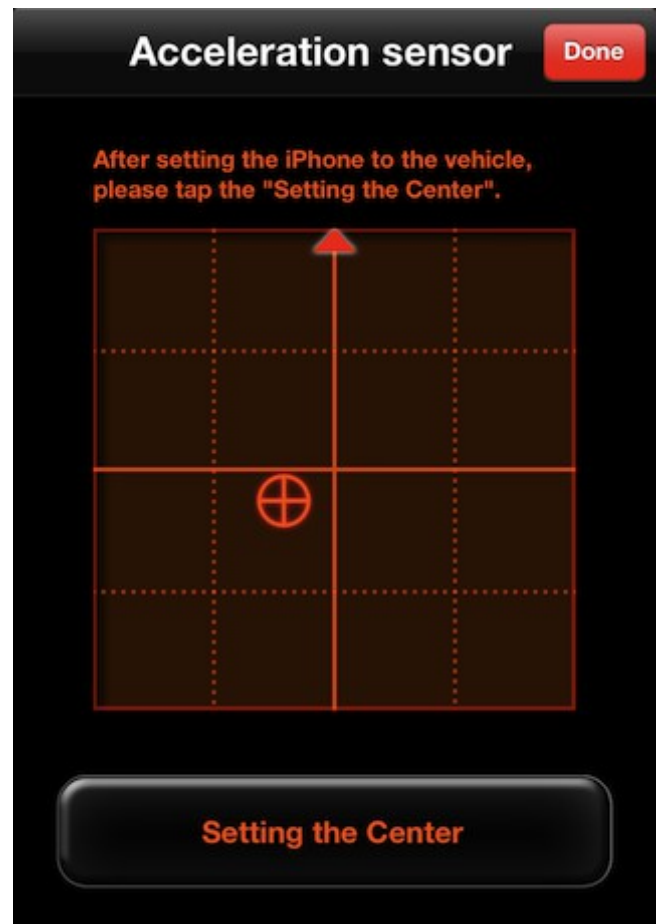 Acceleration sensor
Done
After setting the iPhone to the vehicle,
please tap the "Setting the Center".
Setting the Center